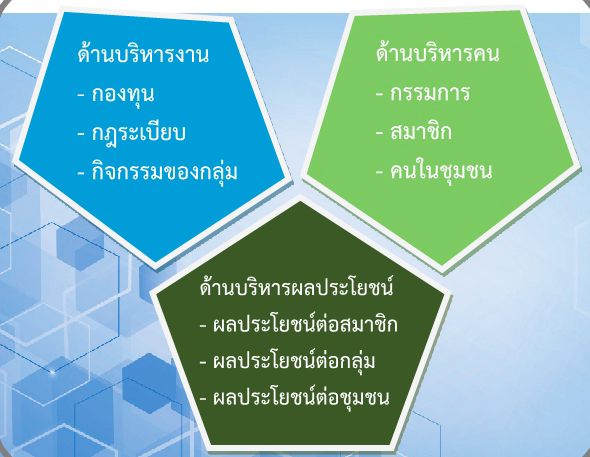 ด้านบริหารงาน
- กองทุน
- กฎระเบียบ
- กิจกรรมของกลุ่ม
ด้านบริหารคน
- กรรมการ
- สมาชิก
- คนในชุมชน
ด้านบริหารผลประโยชน์
- ผลประโยชน์ต่อสมาชิก
- ผลประโยชน์ต่อกลุ่ม
- ผลประโยชน์ต่อชุมชน